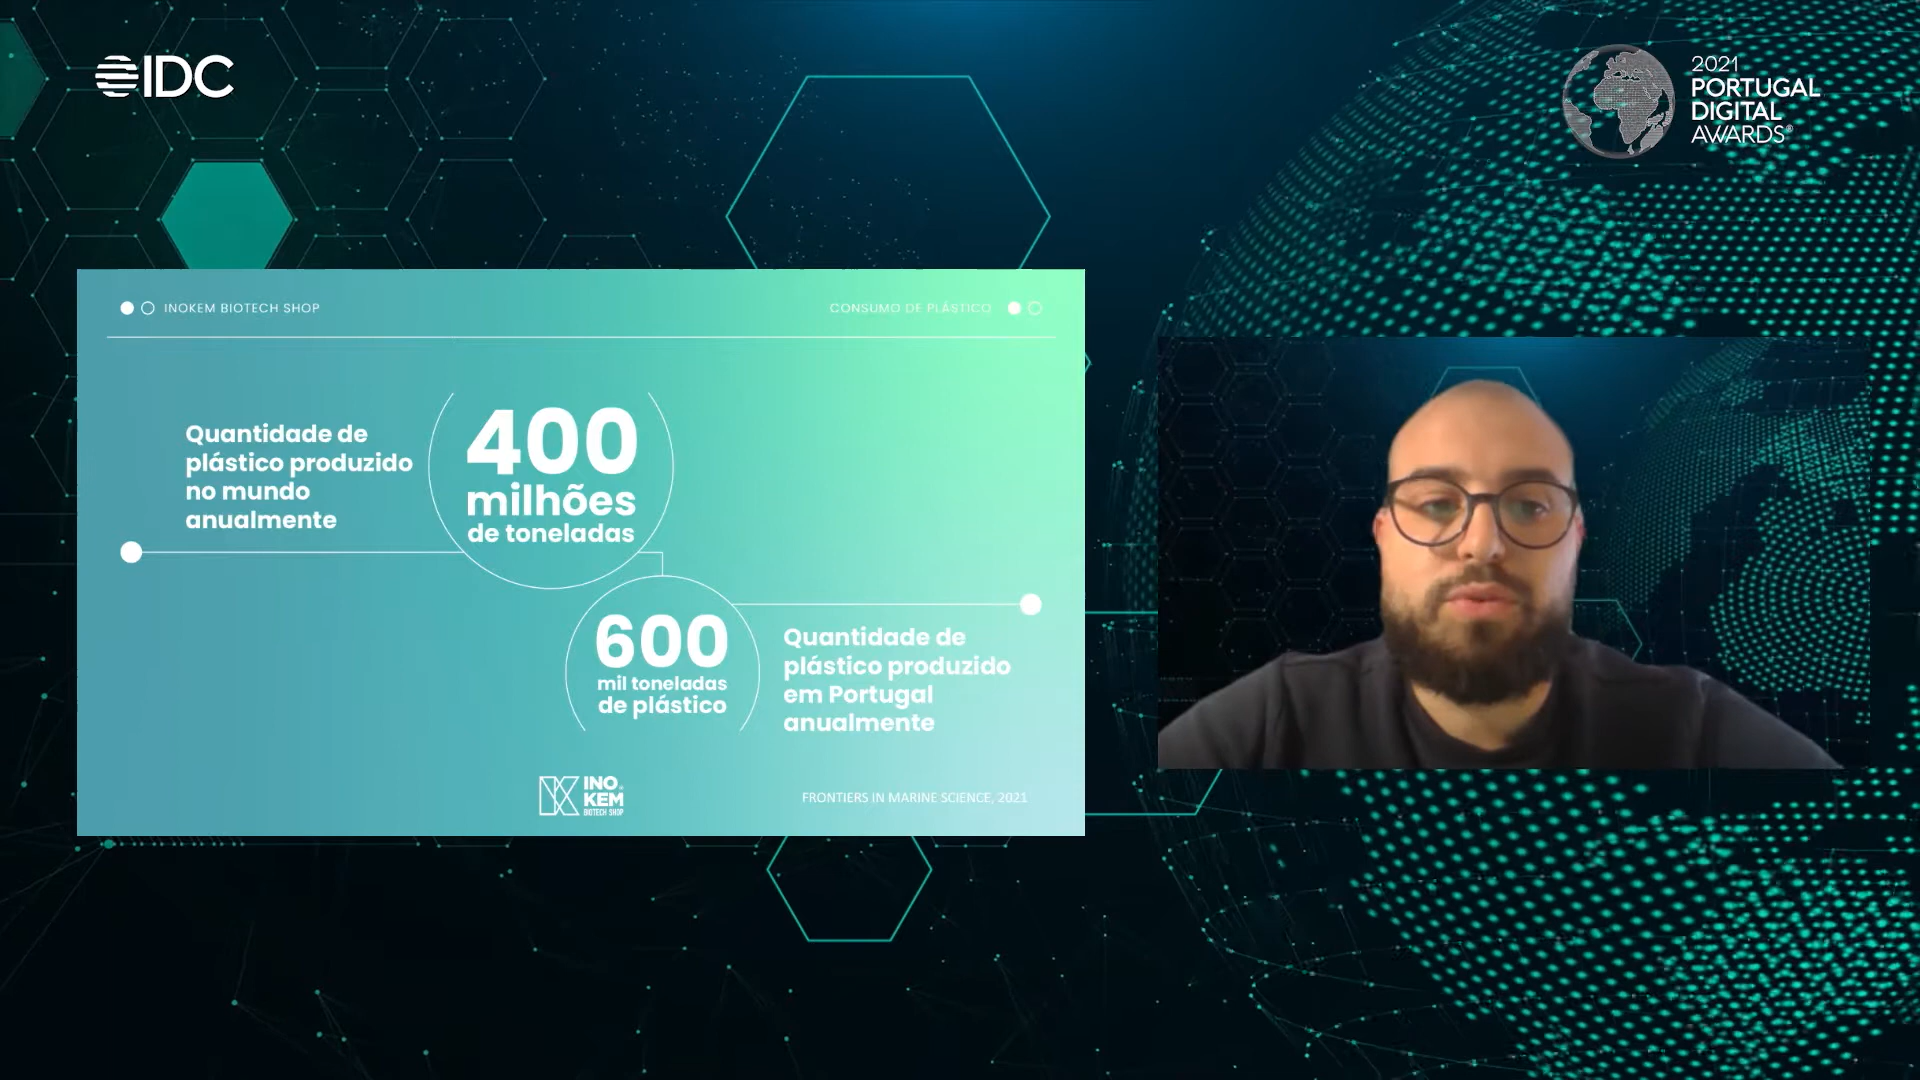 IDC
2021
PORTUGAL
DIGITAL
AWARDS®
INOKEM BIOTECH SHOP
CONSUMO DE PLÁSTICO
Quantidade de
plástico produzido
no mundo
anualmente
400
milhões
de toneladas
600
mil toneladas
de plástico
Quantidade de
plástico produzido
em Portugal
anualmente
INO
KEM
BIOTECH SHOP
FRONTIERS IN MARINE SCIENCE, 2021